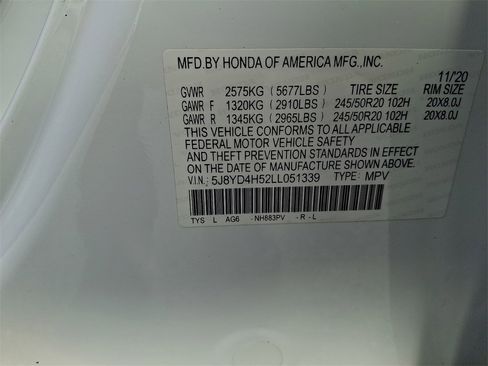 MFD.BY HONDA OF AMERICA MFG.,INC.
11/20
GVWR 2575KG (5677LBS) TIRE SIZE RIM SIZE
GAWR F 1320KG (2910LBS) 245/50R20 102H 20X8.0J
GAWR R 1345KG (2965LBS) 245/50R20 102H 20X8.0J
THIS VEHICLE CONFORMS TO ALL APPLICABLE
FEDERAL MOTOR VEHICLE SAFETY
AND THEFT PREVENTION STANDARDS IN EFFECT
ON THE DATE OF MANUFACTURE SHOWN ABOVE.
V.I.N.: 5J8YD4H52LL051339 TYPE: MPV
TYS L AG6 -NH883PV -R-L